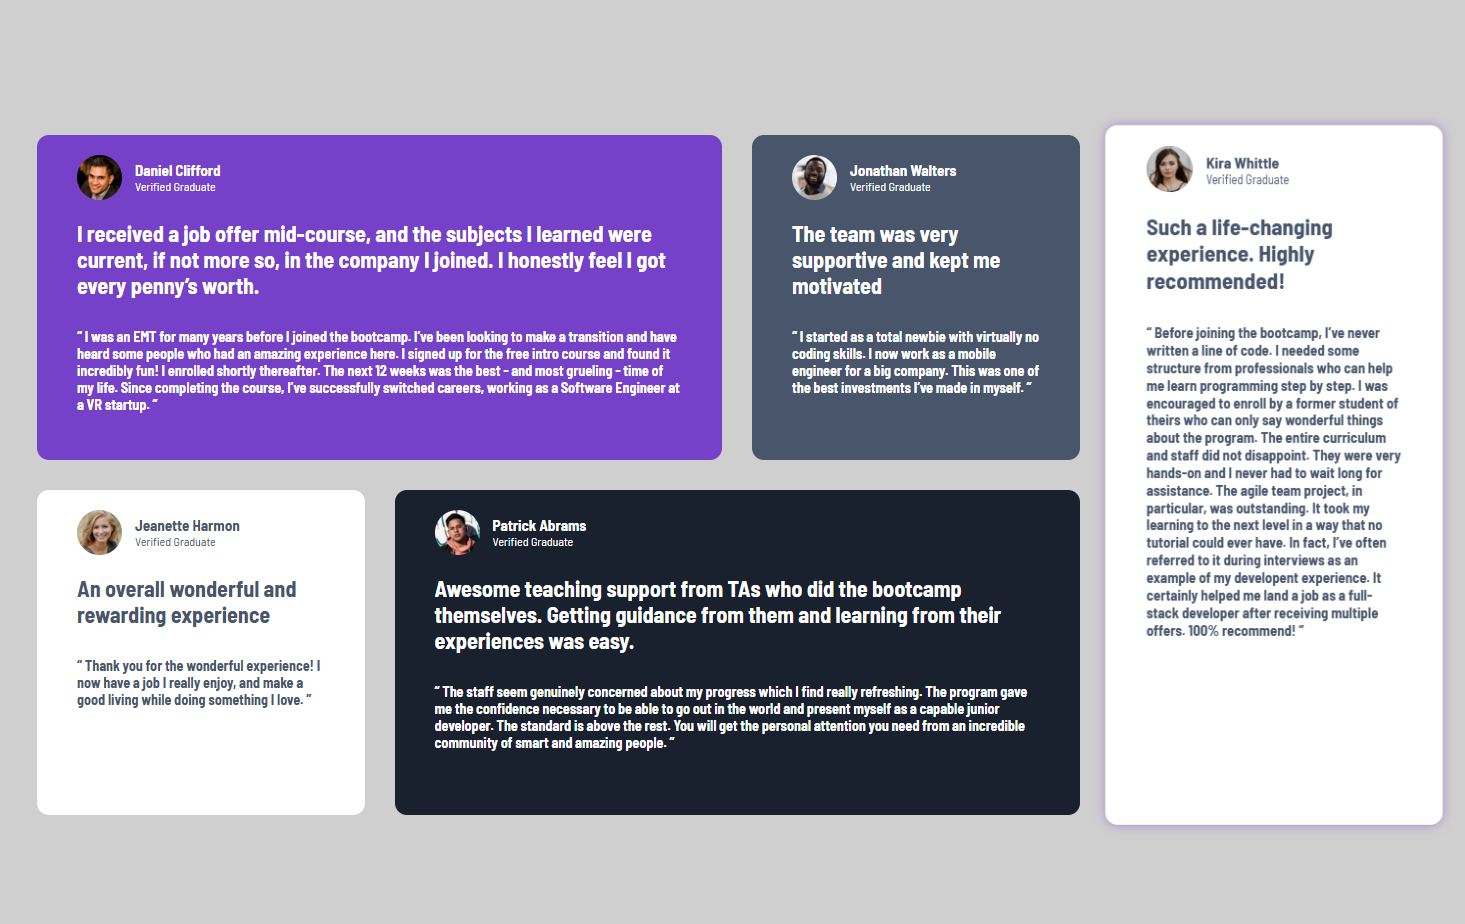 Daniel Clifford
Verified Graduate
I received a job offer mid-course, and the subjects I learned were
current, if not more so, in the company I joined. I honestly feel I got
every penny’s worth.
“ I was an EMT for many years before I joined the bootcamp. I’ve been looking to make a transition and have
heard some people who had an amazing experience here. I signed up for the free intro course and found it
incredibly fun! I enrolled shortly thereafter. The next 12 weeks was the best - and most grueling - time of
my life. Since completing the course, I’ve successfully switched careers, working as a Software Engineer at
a VR startup. ”
Jonathan Walters
Verified Graduate
The team was very
supportive and kept me
motivated
“ I started as a total newbie with virtually no
coding skills. I now work as a mobile
engineer for a big company. This was one of
the best investments I’ve made in myself. ”
Kira Whittle
Verified Graduate
Such a life-changing
experience. Highly
recommended!
“ Before joining the bootcamp, I’ve never
written a line of code. I needed some
structure from professionals who can help
me learn programming step by step. I was
encouraged to enroll by a former student of
theirs who can only say wonderful things
about the program. The entire curriculum
and staff did not disappoint. They were very
hands-on and I never had to wait long for
assistance. The agile team project, in
particular, was outstanding. It took my
learning to the next level in a way that no
tutorial could ever have. In fact, I’ve often
referred to it during interviews as an
example of my developent experience. It
certainly helped me land a job as a full-
stack developer after receiving multiple
offers. 100% recommend! ”
Jeanette Harmon
Verified Graduate
An overall wonderful and
rewarding experience
“ Thank you for the wonderful experience! I
now have a job I really enjoy, and make a
good living while doing something I love. ”
Patrick Abrams
Verified Graduate
Awesome teaching support from TAs who did the bootcamp
themselves. Getting guidance from them and learning from their
experiences was easy.
“ The staff seem genuinely concerned about my progress which I find really refreshing. The program gave
me the confidence necessary to be able to go out in the world and present myself as a capable junior
developer. The standard is above the rest. You will get the personal attention you need from an incredible
community of smart and amazing people. ”